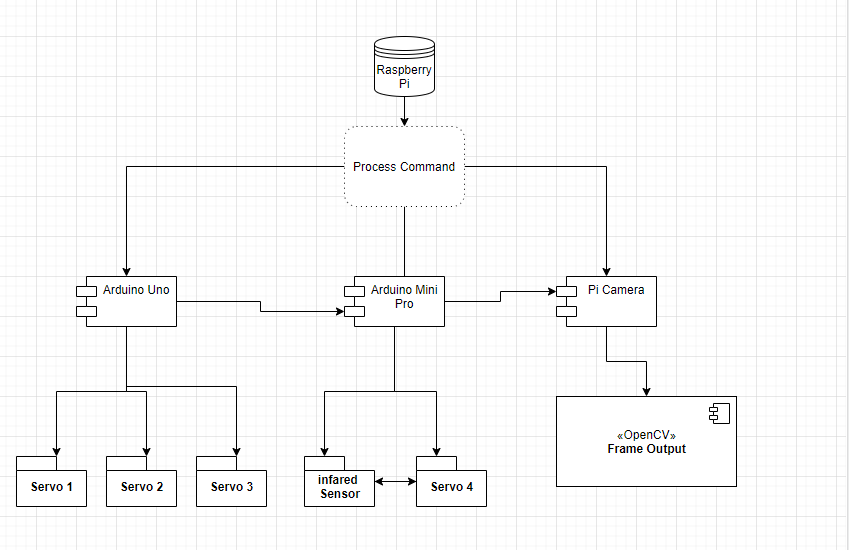 Raspberry
Pi
Process Command
Arduino Uno
Arduino Mini
Pro
Pi Camera
«OpenCV»
Frame Output
Servo 1
Servo 2
Servo 3
infared
Sensor
Servo 4